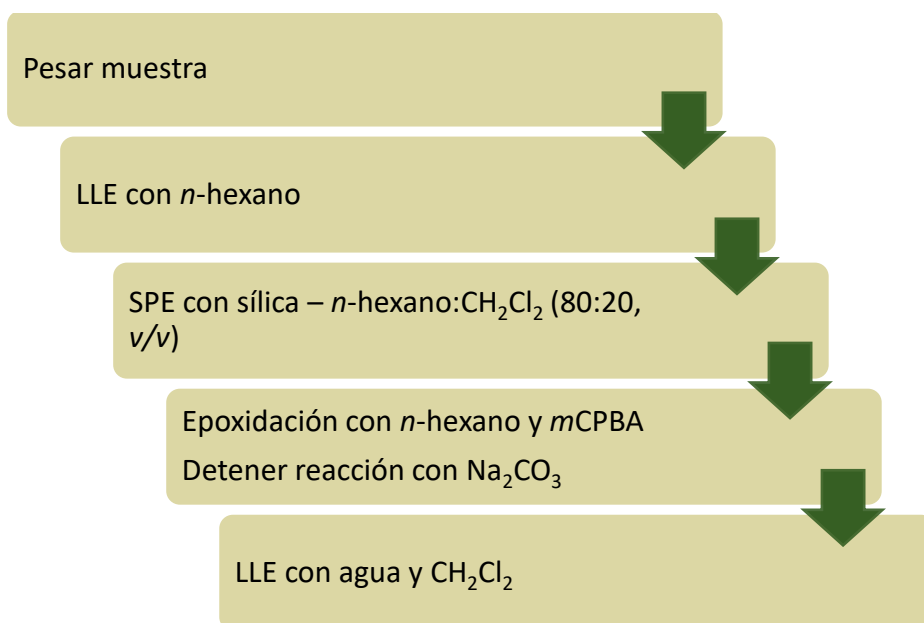 Pesar muestra
LLE con n-hexano
SPE con sílica – n-hexano:CH₂Cl₂ (80:20,
v/v)
Epoxidación con n-hexano y mCPBA
Detener reacción con Na₂CO₃
LLE con agua y CH₂Cl₂